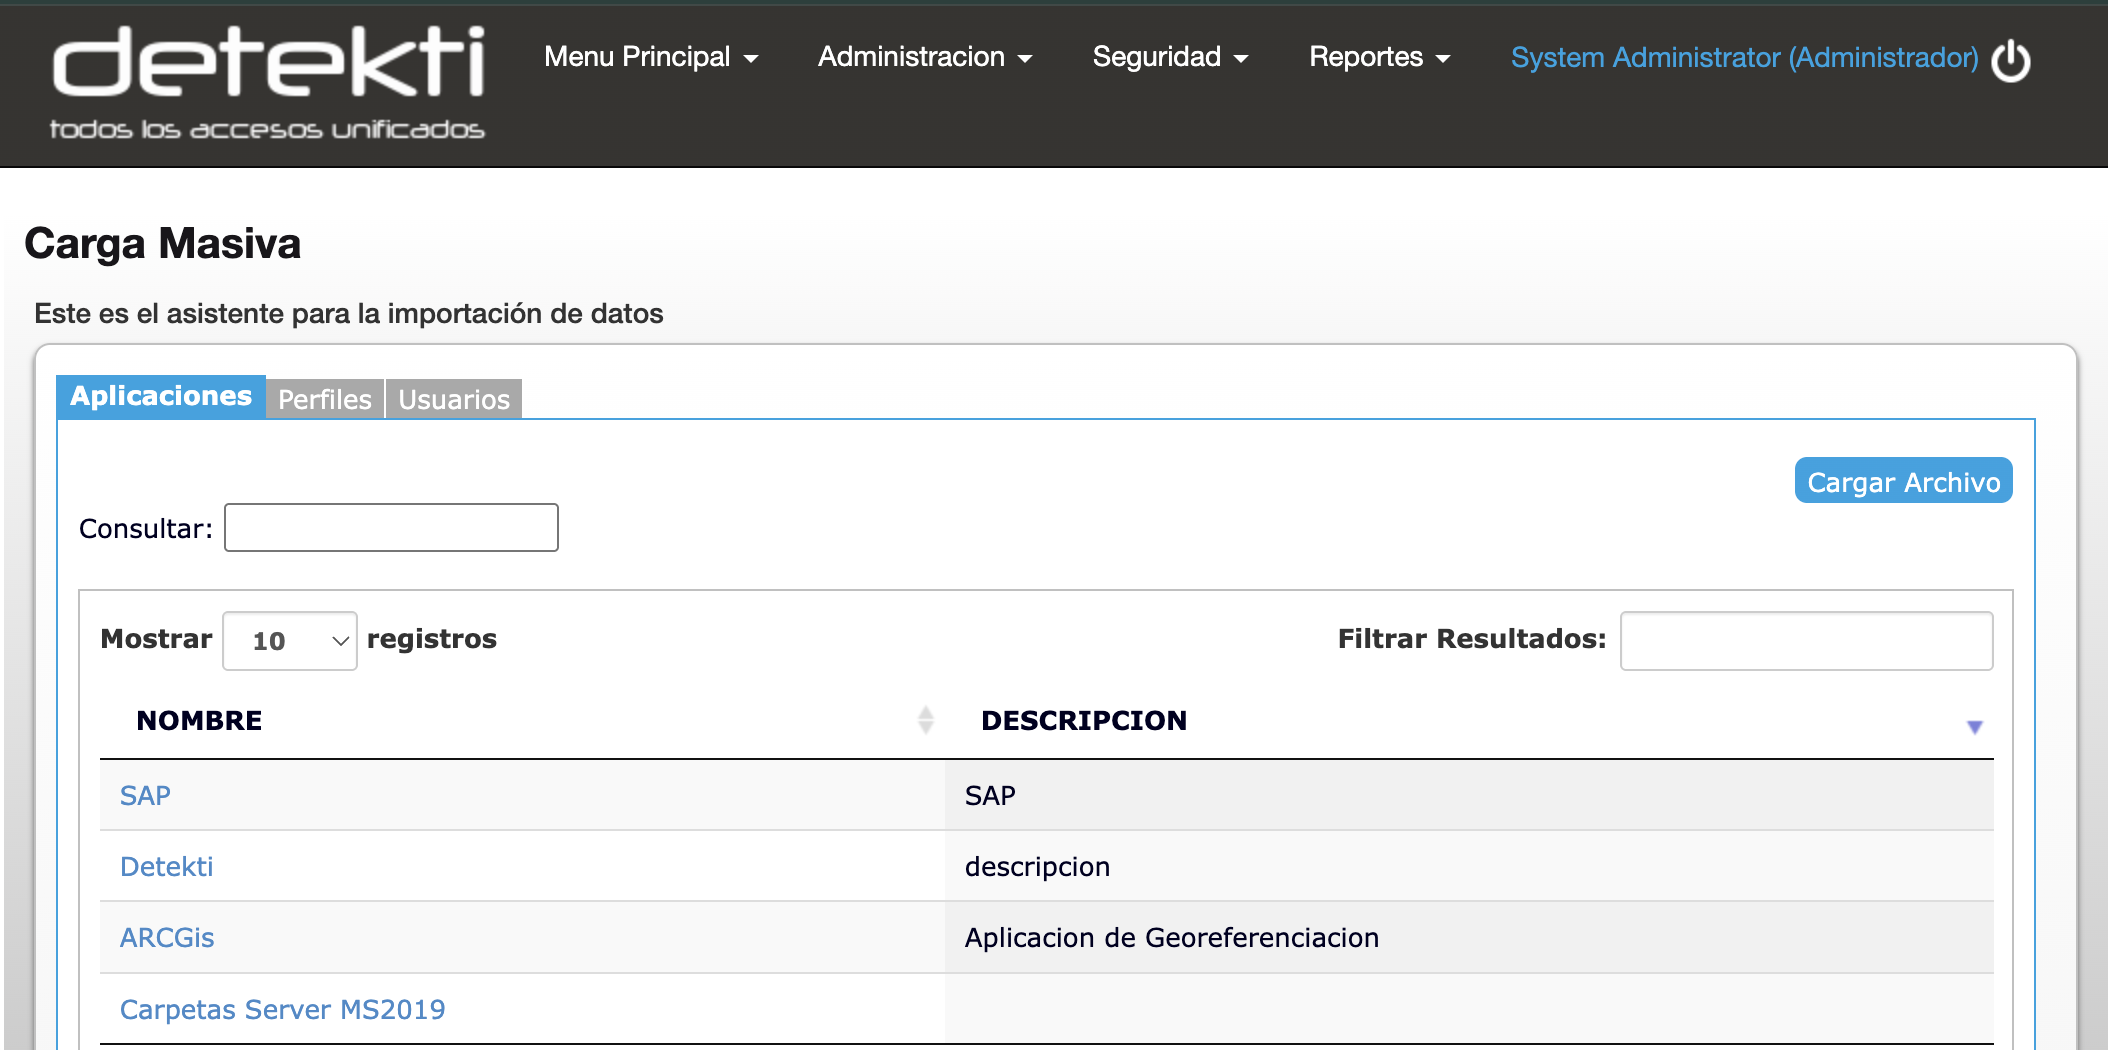 detekti
todos los accesos unificados
Menu Principal Administracion Seguridad Reportes System Administrator (Administrador)
Carga Masiva
Este es el asistente para la importación de datos
Aplicaciones Perfiles Usuarios
Cargar Archivo
Consultar:
Mostrar 10 registros Filtrar Resultados:
NOMBRE DESCRIPCION
SAP SAP
Detekti descripcion
ARCGis Aplicacion de Georeferenciacion
Carpetas Server MS2019